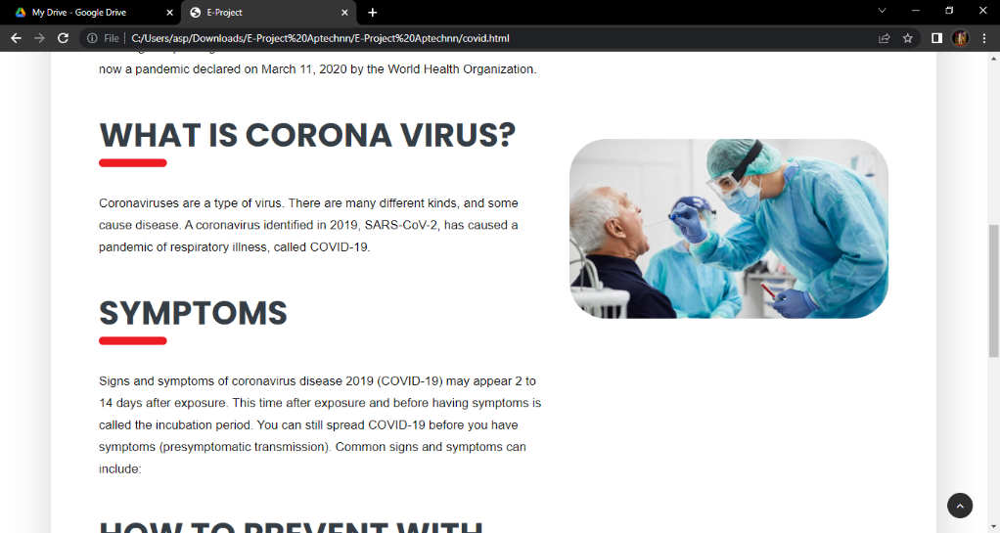 My Drive - Google Drive
E-Project
File
C:/Users/asp/Downloads/E-Project%20Aptechnn/E-Project%20Aptechnn/covid.html
now a pandemic declared on March 11, 2020 by the World Health Organization.
WHAT IS CORONA VIRUS?
Coronaviruses are a type of virus. There are many different kinds, and some
cause disease. A coronavirus identified in 2019, SARS-CoV-2, has caused a
pandemic of respiratory illness, called COVID-19.
SYMPTOMS
Signs and symptoms of coronavirus disease 2019 (COVID-19) may appear 2 to
14 days after exposure. This time after exposure and before having symptoms is
called the incubation period. You can still spread COVID-19 before you have
symptoms (presymptomatic transmission). Common signs and symptoms can
include:
HOW TO PREVENT WITH